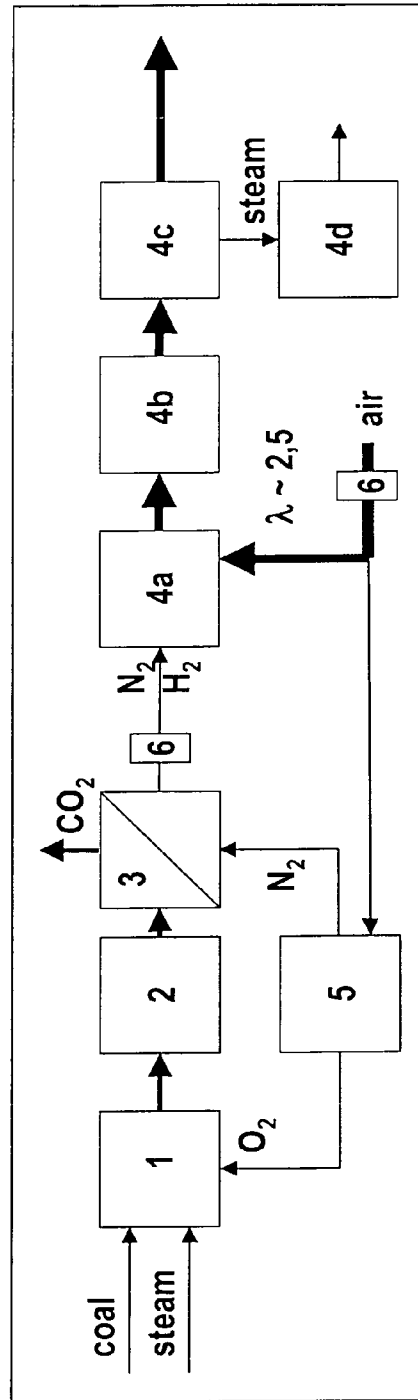 coal
steam
1
2
3
CO₂
O₂
N₂
5
6
N₂
H₂
4a
4b
4c
steam
4d
λ ~ 2,5
6
air